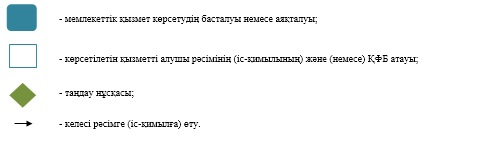 - мемлекеттік қызмет көрсетудің басталуы немесе аяқталуы;
- көрсетілетін қызметті алушы рәсімінің (іс-қимылының) және (немесе) ҚФБ атауы;
- таңдау нұсқасы;
- келесі рәсімге (іс-қимылға) өту.